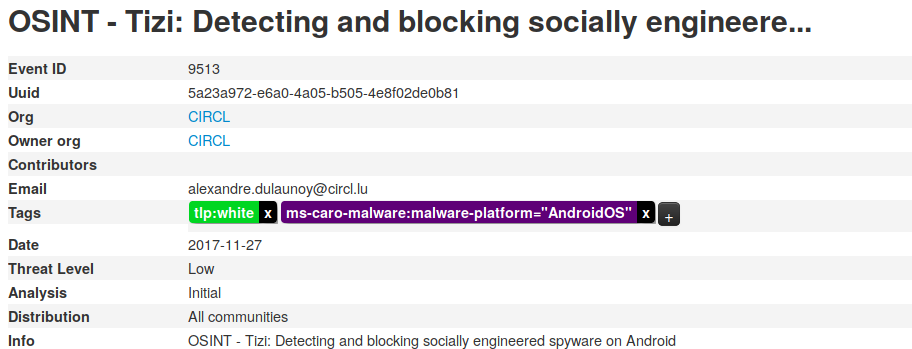 OSINT - Tizi: Detecting and blocking socially engineere...
Event ID 9513
Uuid 5a23a972-e6a0-4a05-b505-4e8f02de0b81
Org CIRCL
Owner org CIRCL
Contributors
Email alexandre.dulaunoy@circl.lu
Tags tlp:white x ms-caro-malware:malware-platform="AndroidOS" x +
Date 2017-11-27
Threat Level Low
Analysis Initial
Distribution All communities
Info OSINT - Tizi: Detecting and blocking socially engineered spyware on Android